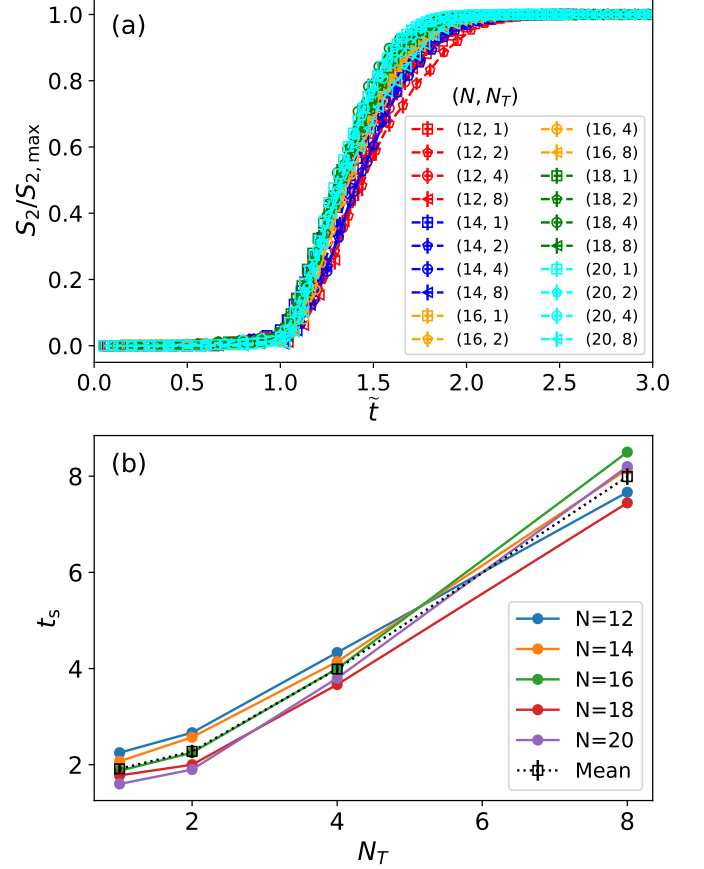 (a)
1.0
0.8
0.6
0.4
0.2
0.0
S2/S2, max
(N, NT)
(12, 1)
(12, 2)
(12, 4)
(12, 8)
(14, 1)
(14, 2)
(14, 4)
(14, 8)
(16, 1)
(16, 2)
(16, 4)
(16, 8)
(18, 1)
(18, 2)
(18, 4)
(18, 8)
(20, 1)
(20, 2)
(20, 4)
(20, 8)
0.0 0.5 1.0 1.5 2.0 2.5 3.0
t̃
(b)
8
6
4
2
ts
N=12
N=14
N=16
N=18
N=20
Mean
2 4 6 8
NT